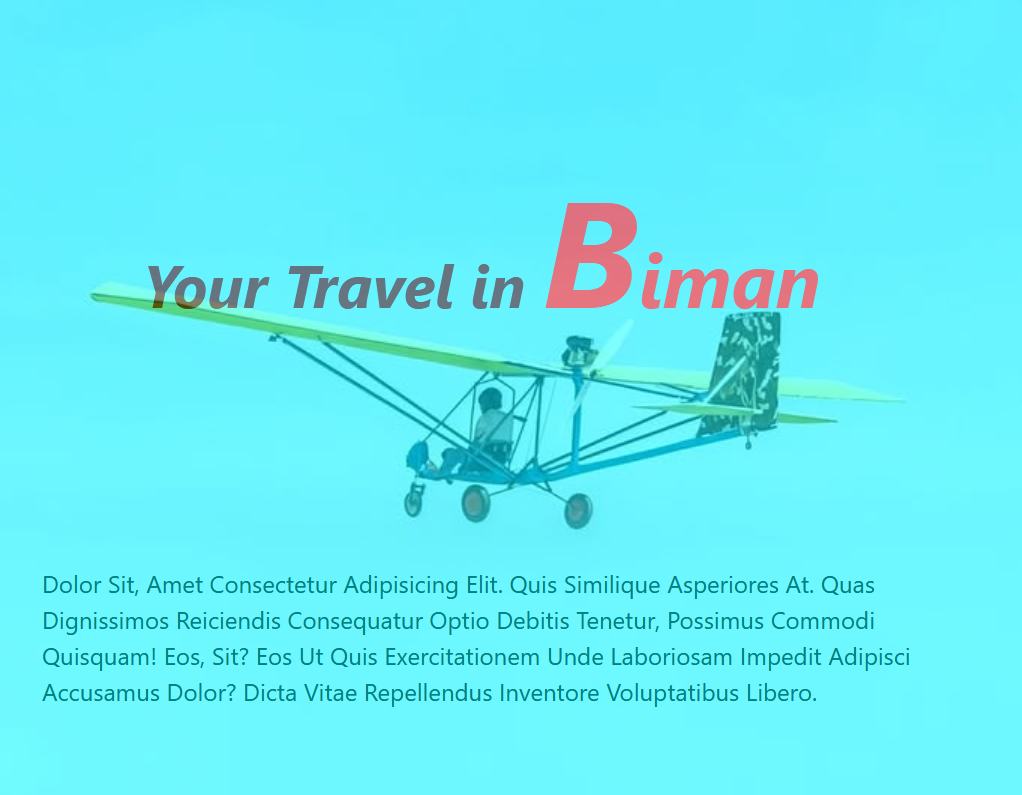 Your Travel in Biman
Dolor Sit, Amet Consectetur Adipisicing Elit. Quis Similique Asperiores At. Quas
Dignissimos Reiciendis Consequatur Optio Debitis Tenetur, Possimus Commodi
Quisquam! Eos, Sit? Eos Ut Quis Exercitationem Unde Laboriosam Impedit Adipisci
Accusamus Dolor? Dicta Vitae Repellendus Inventore Voluptatibus Libero.